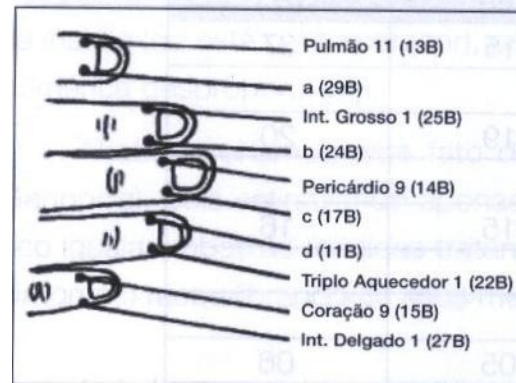 Pulmão 11 (13B)
a (29B)
Int. Grosso 1 (25B)
b (24B)
Pericárdio 9 (14B)
c (17B)
d (11B)
Triplo Aquecedor 1 (22B)
Coração 9 (15B)
Int. Delgado 1 (27B)